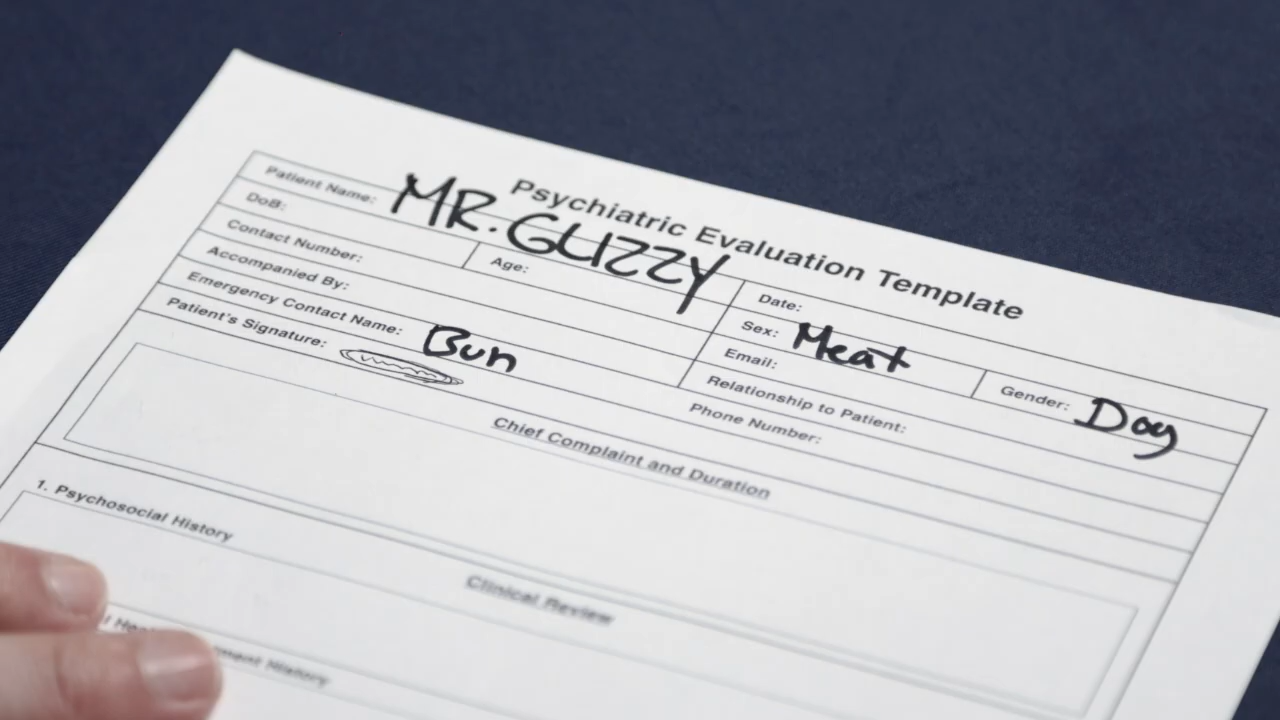 Psychiatric Evaluation Template
Patient Name: MR. GLIZZY
DoB:
Age:
Date:
Contact Number:
Sex: Meat
Gender: Dog
Accompanied By:
Email:
Emergency Contact Name: Bun
Relationship to Patient:
Patient's Signature:
Phone Number:
Chief Complaint and Duration
1. Psychosocial History
Clinical Review
History